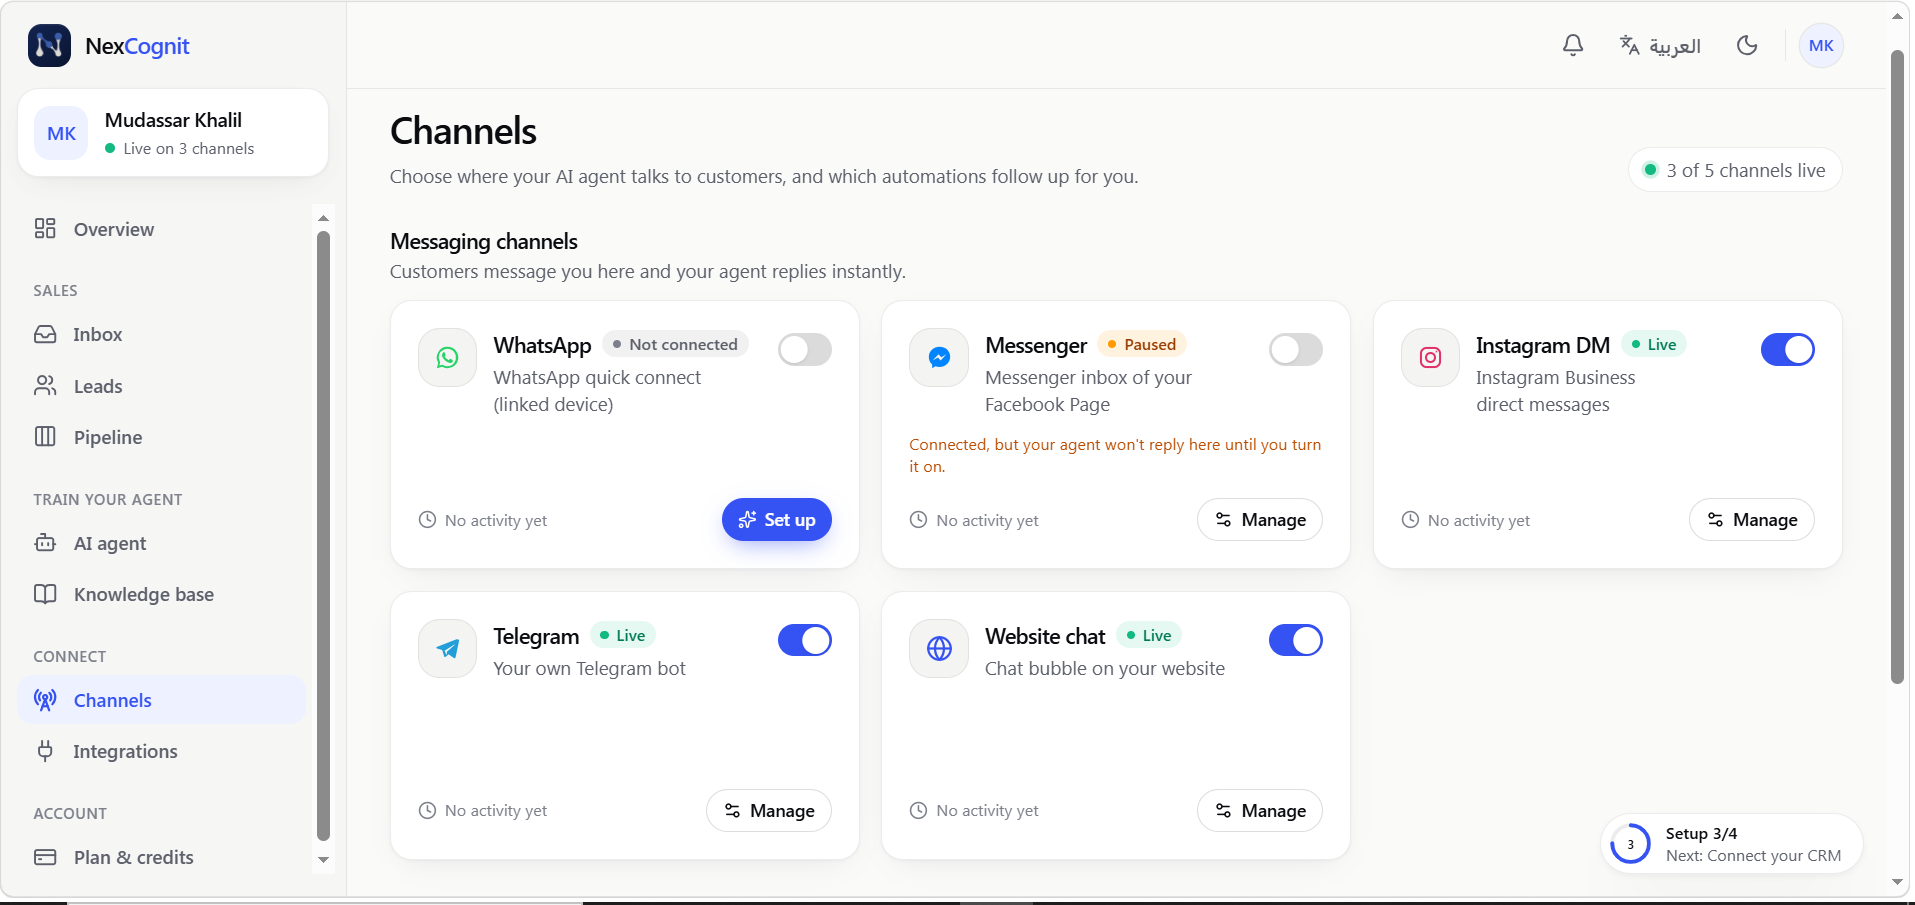 NexCognit
العربية
MK
MK
Mudassar Khalil
Live on 3 channels
Overview
SALES
Inbox
Leads
Pipeline
TRAIN YOUR AGENT
AI agent
Knowledge base
CONNECT
Channels
Integrations
ACCOUNT
Plan & credits
Channels
Choose where your AI agent talks to customers, and which automations follow up for you.
3 of 5 channels live
Messaging channels
Customers message you here and your agent replies instantly.
WhatsApp
Not connected
WhatsApp quick connect
(linked device)
No activity yet
Set up
Messenger
Paused
Messenger inbox of your
Facebook Page
Connected, but your agent won't reply here until you turn
it on.
No activity yet
Manage
Instagram DM
Live
Instagram Business
direct messages
No activity yet
Manage
Telegram
Live
Your own Telegram bot
No activity yet
Manage
Website chat
Live
Chat bubble on your website
No activity yet
Manage
3
Setup 3/4
Next: Connect your CRM